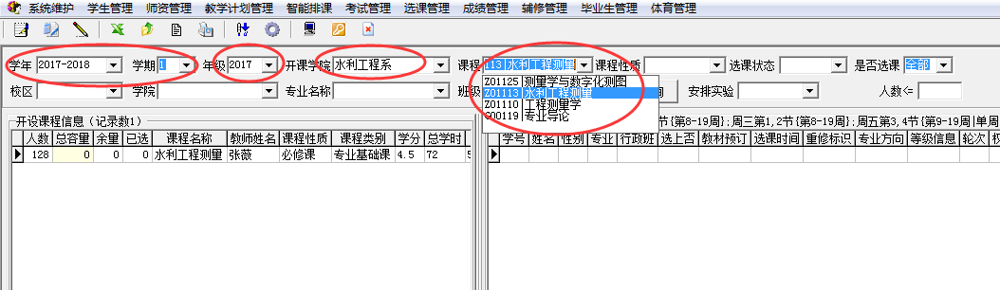 系统维护 学生管理 师资管理 教学计划管理 智能排课 考试管理 选课管理 成绩管理 辅修管理 毕业生管理 体育管理
学年 2017-2018 学期 1 年级 2017 开课学院 水利工程系 课程 113 水利工程测量 课程性质 选课状态 是否选课 全部
校区 学院 专业名称 班级 询 安排实验 人数<=
Z01125 测量学与数字化测图
Z01113 水利工程测量
Z01110 工程测量学
G00119 专业导论
开设课程信息（记录数1） 节{第8-19周};周三第1,2节{第8-19周};周五第3,4节{第9-19周|单周
人数 总容量 余量 已选 课程名称 教师姓名 课程性质 课程类别 学分 总学时 学号 姓名 性别 专业 行政班 选上否 教材预订 选课时间 重修标识 专业方向 等级信息 轮次 权
128 0 0 0 水利工程测量 张薇 必修课 专业基础课 4.5 72 5